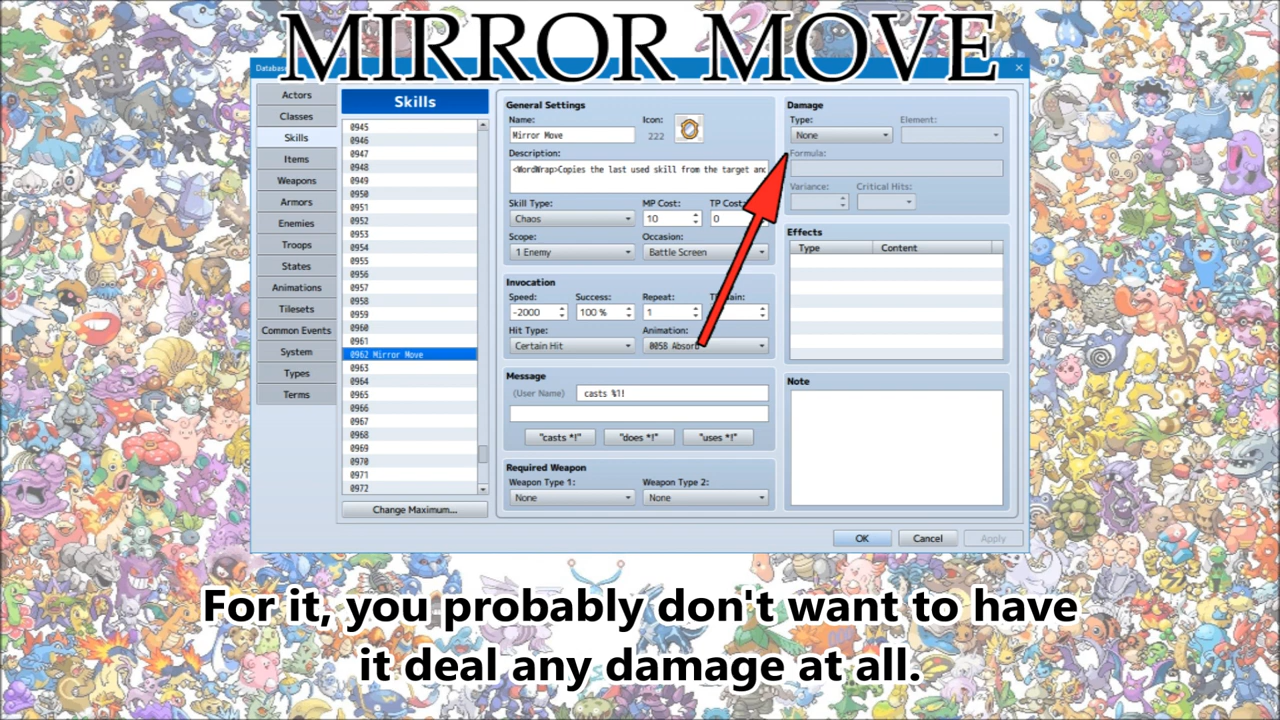 MIRROR MOVE
Database
Actors
Classes
Skills
Items
Weapons
Armors
Enemies
Troops
States
Animations
Tilesets
Common Events
System
Types
Terms
Skills
0945
0946
0947
0948
0949
0950
0951
0952
0953
0954
0955
0956
0957
0958
0959
0960
0961
0962 Mirror Move
0963
0964
0965
0966
0967
0968
0969
0970
0971
0972
Change Maximum...
General Settings
Name:
Icon:
Mirror Move
222
Description:
<WordWrap>Copies the last used skill from the target and
Skill Type:
MP Cost:
TP Cost:
Chaos
10
0
Scope:
Occasion:
1 Enemy
Battle Screen
Invocation
Speed:
Success:
Repeat:
-2000
100 %
1
Hit Type:
Animation:
Certain Hit
0058 Absorb
Message
(User Name)
casts %1!
"casts *!"
"does *!"
"uses *!"
Required Weapon
Weapon Type 1:
Weapon Type 2:
None
None
Damage
Type:
Element:
None
Formula:
Variance:
Critical Hits:
Effects
Type
Content
Note
OK
Cancel
Apply
For it, you probably don't want to have
it deal any damage at all.